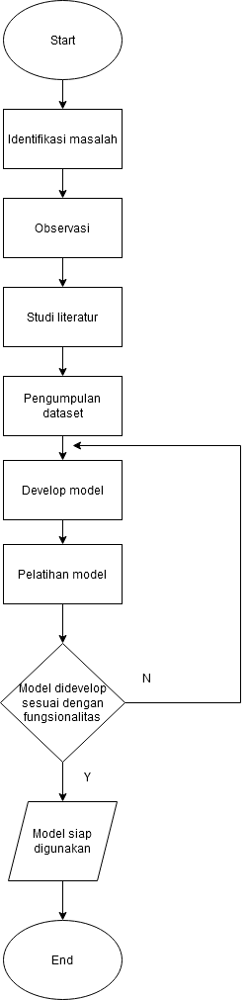 Start
Identifikasi masalah
Observasi
Studi literatur
Pengumpulan
dataset
Develop model
Pelatihan model
Model didevelop
sesuai dengan
fungsionalitas
N
Y
Model siap
digunakan
End